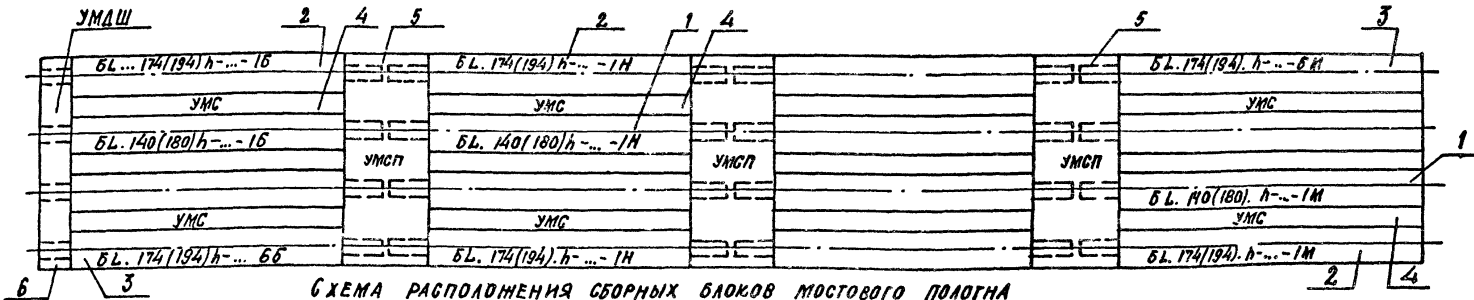 УМДШ 2 4 5 2 1 4 5 3
БL... 174(194)h-...-1Б БL. 174(194)h-...-1Н БL. 174(194). h-...-БМ
УМС УМС УМС
БL. 140(180)h-...-1Б БL. 140(180)h-...-1Н 1
УМСП УМСП УМСП
БL. 140(180). h-...-1М
УМС УМС УМС
БL. 174(194)h-... ББ БL. 174(194). h-...-1Н БL. 174(194). h-...-1М
6 3 2 4
СХЕМА РАСПОЛОЖЕНИЯ СБОРНЫХ БЛОКОВ МОСТОВОГО ПОЛОТНА